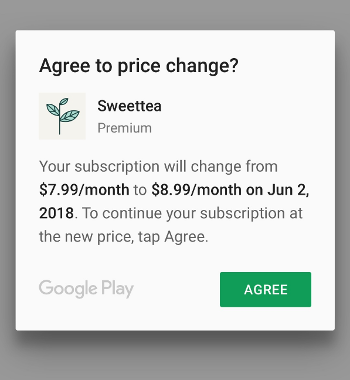 Agree to price change?
Sweettea
Premium
Your subscription will change from
$7.99/month to $8.99/month on Jun 2,
2018. To continue your subscription at
the new price, tap Agree.
Google Play
AGREE